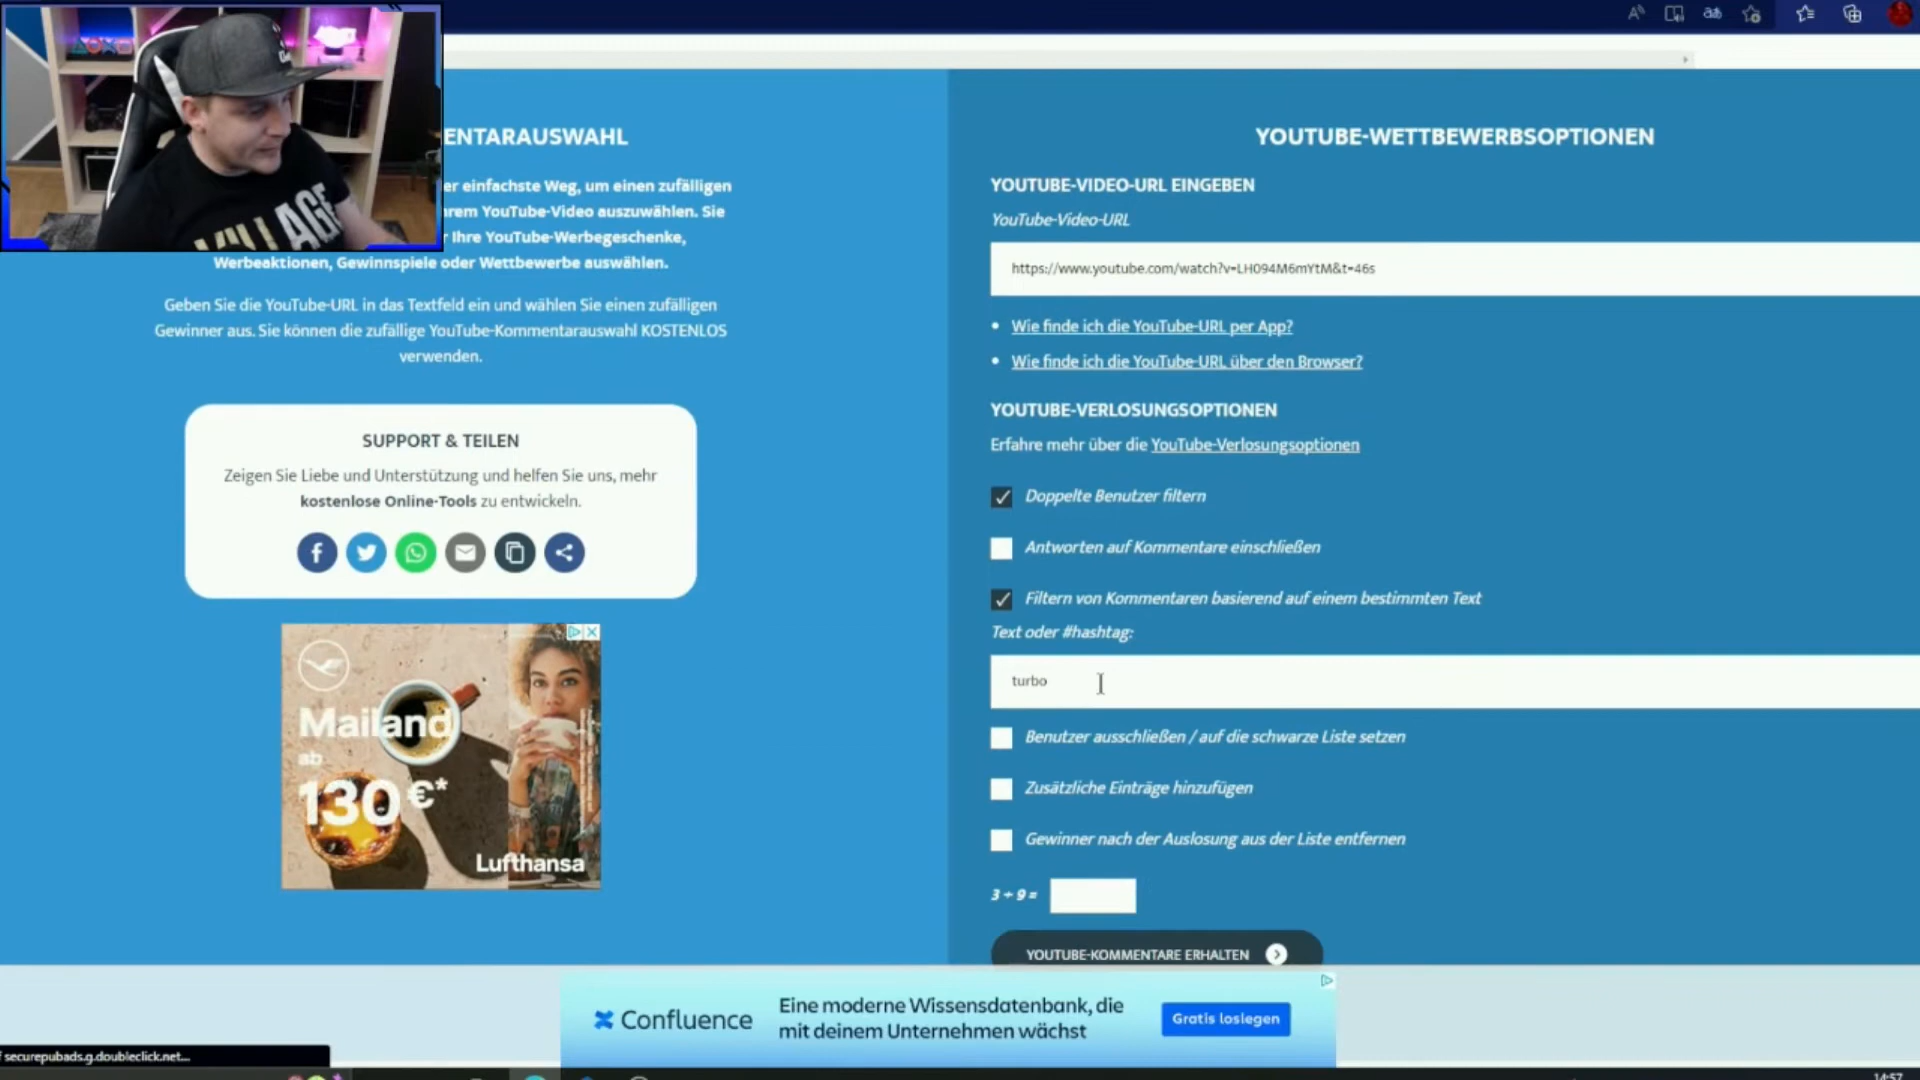 ENTARAUSWAHL
er einfachste Weg, um einen zufälligen
hrem YouTube-Video auszuwählen. Sie
Ihre YouTube-Werbegeschenke,
Werbeaktionen, Gewinnspiele oder Wettbewerbe auswählen.
Geben Sie die YouTube-URL in das Textfeld ein und wählen Sie einen zufälligen
Gewinner aus. Sie können die zufällige YouTube-Kommentarauswahl KOSTENLOS
verwenden.
SUPPORT & TEILEN
Zeigen Sie Liebe und Unterstützung und helfen Sie uns, mehr
kostenlose Online-Tools zu entwickeln.
Mailand
ab
130 €*
Lufthansa
YOUTUBE-WETTBEWERBSOPTIONEN
YOUTUBE-VIDEO-URL EINGEBEN
YouTube-Video-URL
https://www.youtube.com/watch?v=LH094M6mYtM&t=46s
• Wie finde ich die YouTube-URL per App?
• Wie finde ich die YouTube-URL über den Browser?
YOUTUBE-VERLOSUNGSOPTIONEN
Erfahre mehr über die YouTube-Verlosungsoptionen
Doppelte Benutzer filtern
Antworten auf Kommentare einschließen
Filtern von Kommentaren basierend auf einem bestimmten Text
Text oder #hashtag:
turbo
Benutzer ausschließen / auf die schwarze Liste setzen
Zusätzliche Einträge hinzufügen
Gewinner nach der Auslosung aus der Liste entfernen
3 + 9 =
YOUTUBE-KOMMENTARE ERHALTEN
Confluence
Eine moderne Wissensdatenbank, die
mit deinem Unternehmen wächst
Gratis loslegen
securepubads.g.doubleclick.net...
14:57